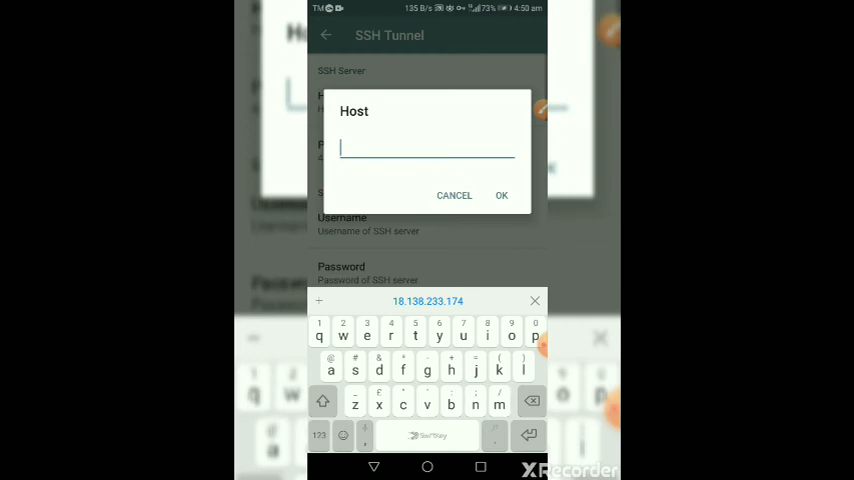 TM 135 B/s 73% 4:50 am
SSH Tunnel
SSH Server
Host
CANCEL OK
Username
Username of SSH server
Password
Password of SSH server
+ 18.138.233.174
1 2 3 4 5 6 7 8 9 0
q w e r t y u i o p
@ # & * - + = ( )
a s d f g h j k l
z x c v b n m
123
SwiftKey
XRecorder